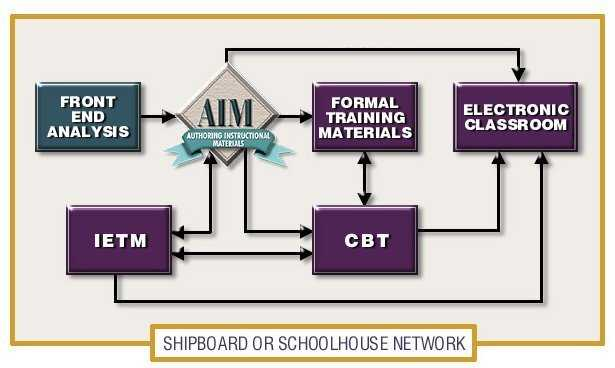 FRONT
END
ANALYSIS
AIM
AUTHORING INSTRUCTIONAL
MATERIALS
FORMAL
TRAINING
MATERIALS
ELECTRONIC
CLASSROOM
IETM
CBT
SHIPBOARD OR SCHOOLHOUSE NETWORK